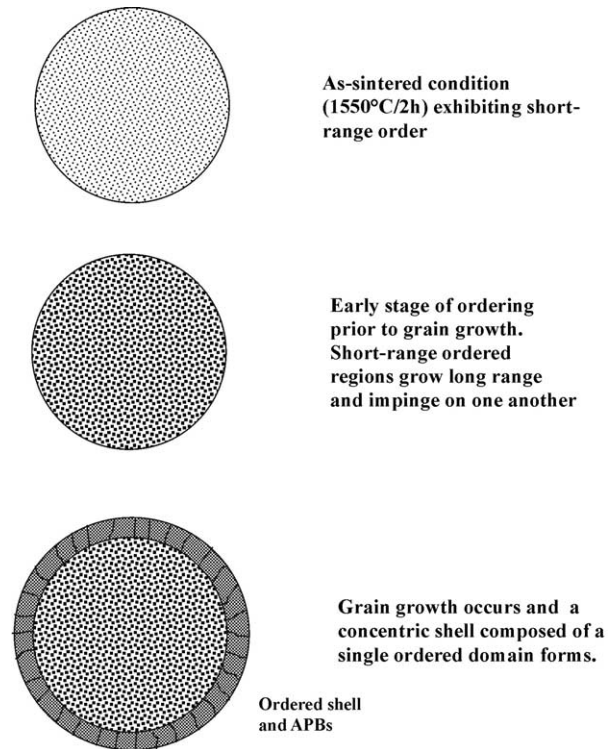 As-sintered condition
(1550°C/2h) exhibiting short-
range order
Early stage of ordering
prior to grain growth.
Short-range ordered
regions grow long range
and impinge on one another
Grain growth occurs and a
concentric shell composed of a
single ordered domain forms.
Ordered shell
and APBs